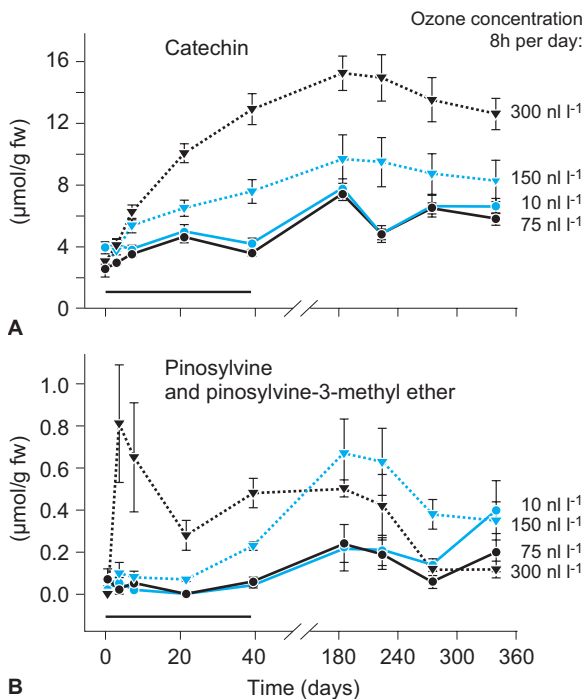 Ozone concentration
8h per day:
Catechin
16
12
8
4
0
(µmol/g fw)
300 nl l-1
150 nl l-1
10 nl l-1
75 nl l-1
A
Pinosylvine
and pinosylvine-3-methyl ether
1.0
0.8
0.6
0.4
0.2
0.0
(µmol/g fw)
10 nl l-1
150 nl l-1
75 nl l-1
300 nl l-1
0 20 40 180 240 300 360
B
Time (days)